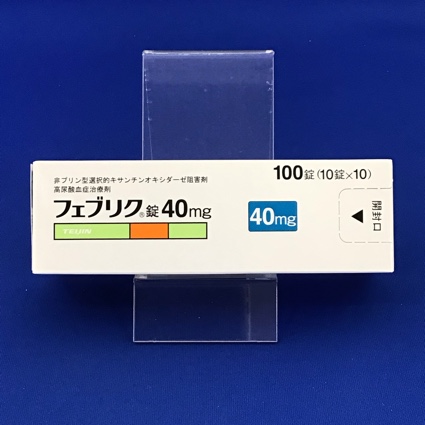 非プリン型選択的キサンチンオキシダーゼ阻害剤
高尿酸血症治療剤
100錠(10錠×10)
フェブリク®錠40mg
40mg
TEIJIN
開封口